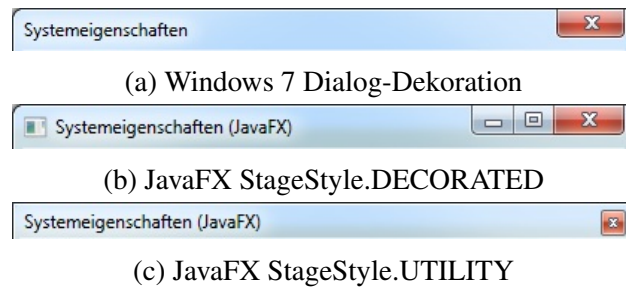 Systemeigenschaften
(a) Windows 7 Dialog-Dekoration
Systemeigenschaften (JavaFX)
(b) JavaFX StageStyle.DECORATED
Systemeigenschaften (JavaFX)
(c) JavaFX StageStyle.UTILITY